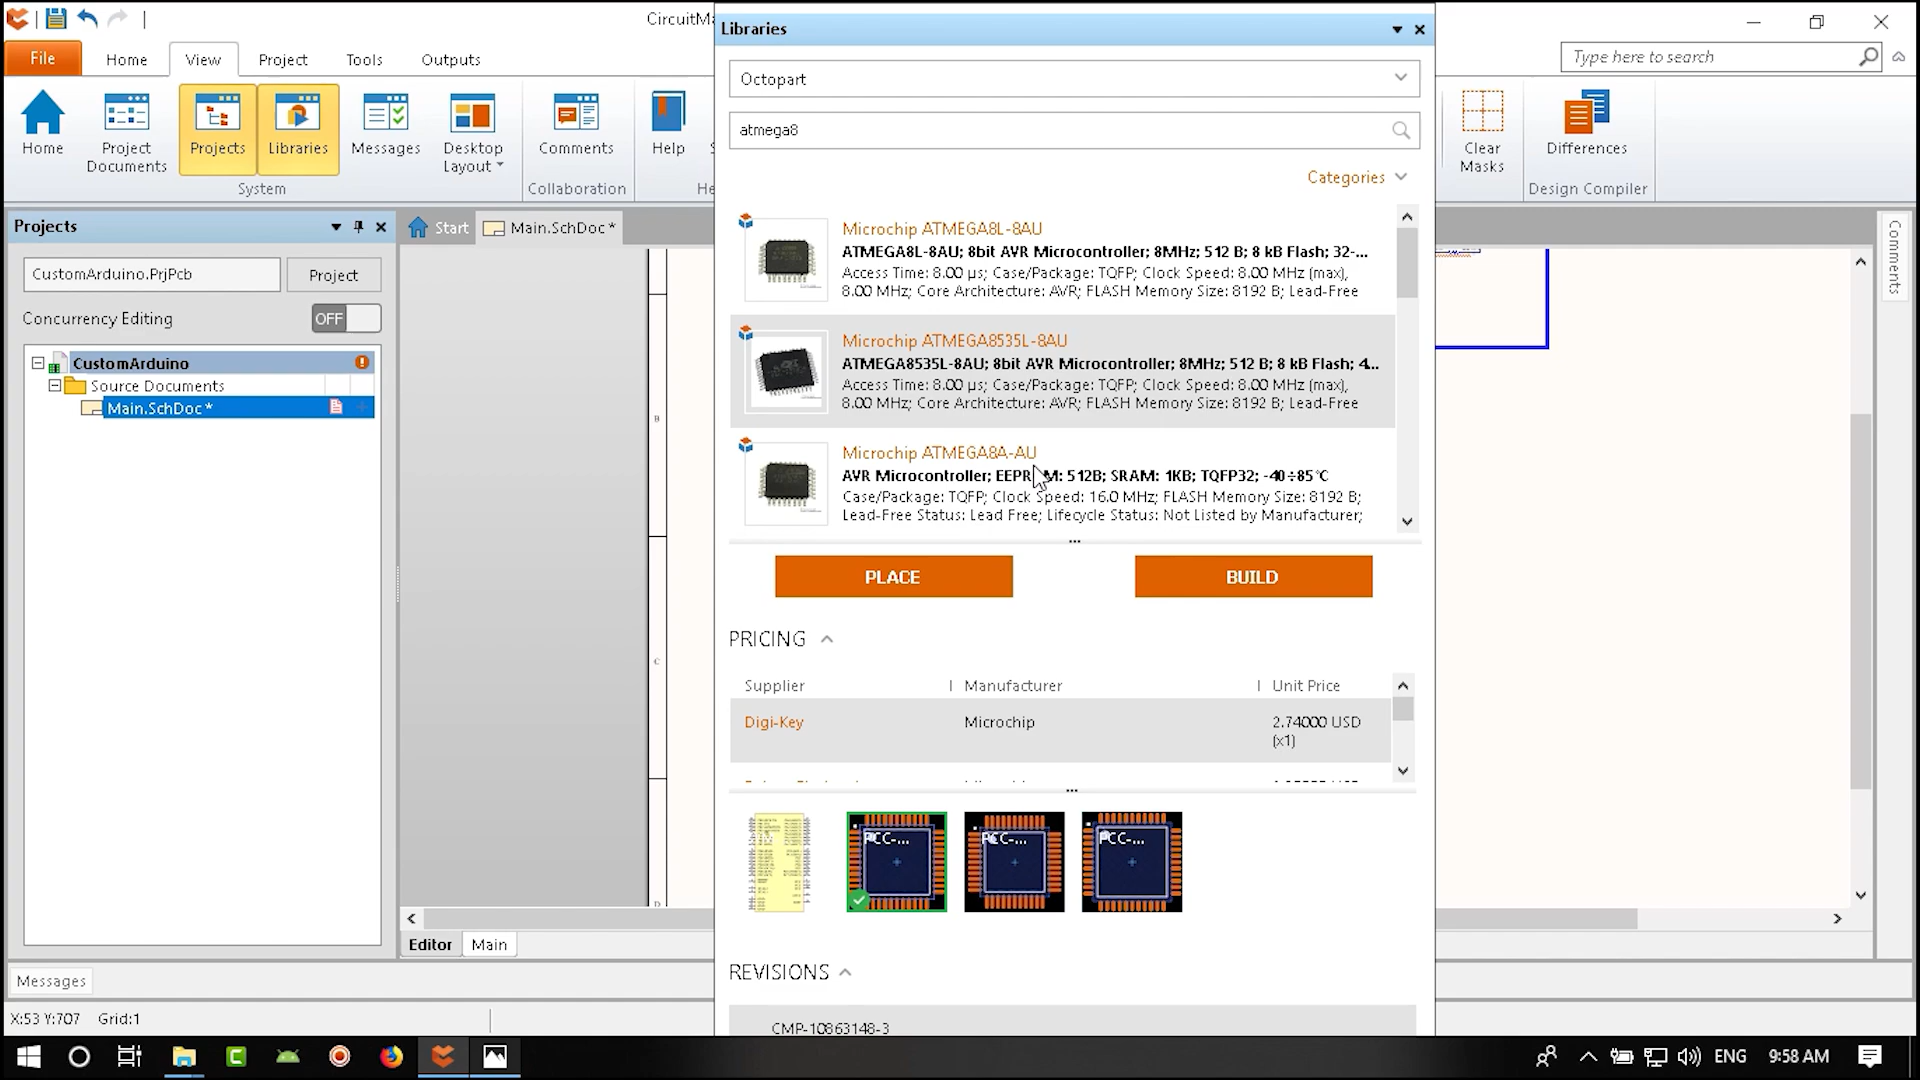 CircuitMa
File
Home
View
Project
Tools
Outputs
Type here to search
Home
Project Documents
Projects
Libraries
Messages
Desktop Layout
Comments
Help
S
Clear Masks
Differences
System
Collaboration
He
Design Compiler
Projects
CustomArduino.PrjPcb
Project
Concurrency Editing
OFF
CustomArduino
Source Documents
Main.SchDoc *
Start
Main.SchDoc *
B
C
D
Editor
Main
Messages
X:53 Y:707 Grid:1
Libraries
Octopart
atmega8
Categories
Microchip ATMEGA8L-8AU
ATMEGA8L-8AU; 8bit AVR Microcontroller; 8MHz; 512 B; 8 kB Flash; 32-...
Access Time: 8.00 µs; Case/Package: TQFP; Clock Speed: 8.00 MHz (max),
8.00 MHz; Core Architecture: AVR; FLASH Memory Size: 8192 B; Lead-Free
Microchip ATMEGA8535L-8AU
ATMEGA8535L-8AU; 8bit AVR Microcontroller; 8MHz; 512 B; 8 kB Flash; 4...
Access Time: 8.00 µs; Case/Package: TQFP; Clock Speed: 8.00 MHz (max),
8.00 MHz; Core Architecture: AVR; FLASH Memory Size: 8192 B; Lead-Free
Microchip ATMEGA8A-AU
AVR Microcontroller; EEPROM: 512B; SRAM: 1KB; TQFP32; -40÷85°C
Case/Package: TQFP; Clock Speed: 16.0 MHz; FLASH Memory Size: 8192 B;
Lead-Free Status: Lead Free; Lifecycle Status: Not Listed by Manufacturer;
PLACE
BUILD
PRICING
Supplier
Manufacturer
Unit Price
Digi-Key
Microchip
2.74000 USD
(x1)
PCC-...
PCC-...
PCC-...
REVISIONS
CMP-10863148-3
Comments
ENG
9:58 AM